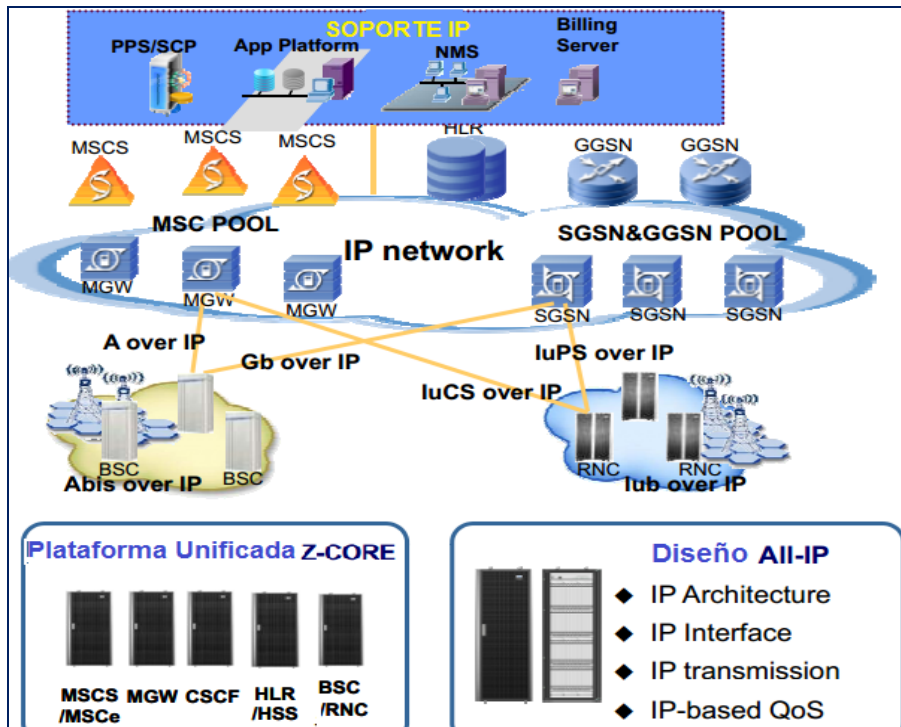 SOPORTE IP
PPS/SCP
App Platform
NMS
Billing
Server
MSCS
MSCS
MSCS
HLR
GGSN
GGSN
MSC POOL
IP network
SGSN&GGSN POOL
MGW
MGW
MGW
SGSN
SGSN
SGSN
A over IP
Gb over IP
IuPS over IP
IuCS over IP
BSC
BSC
Abis over IP
RNC
RNC
Iub over IP
Plataforma Unificada Z-CORE
MSCS
/MSCe
MGW
CSCF
HLR
/HSS
BSC
/RNC
Diseño All-IP
◆ IP Architecture
◆ IP Interface
◆ IP transmission
◆ IP-based QoS